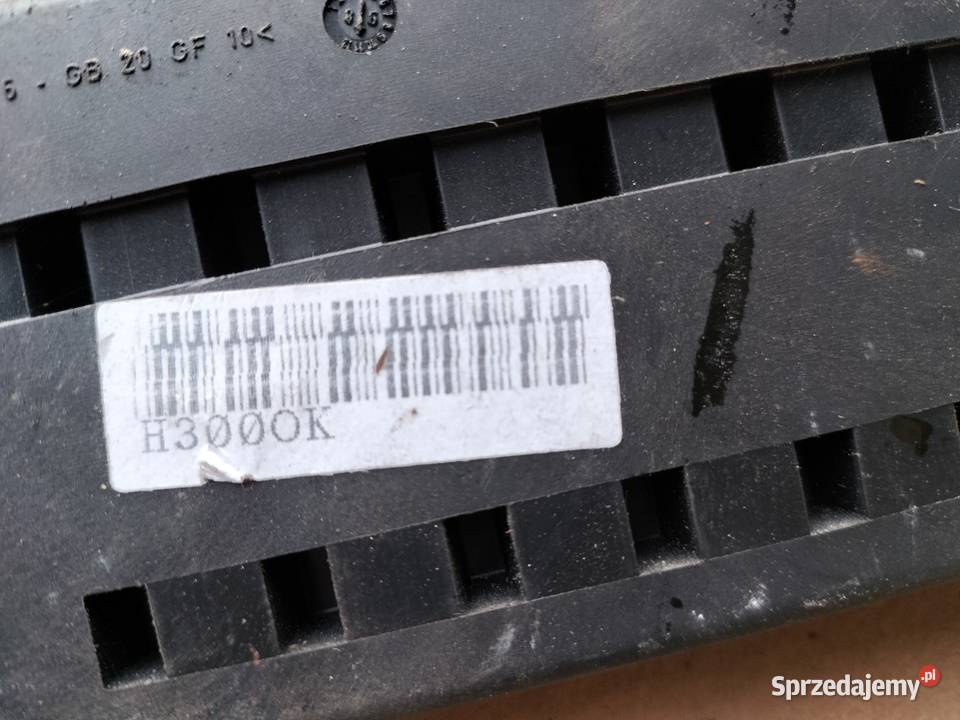 6 - GB 20 GF 10<
H300OK
Sprzedajemy.pl